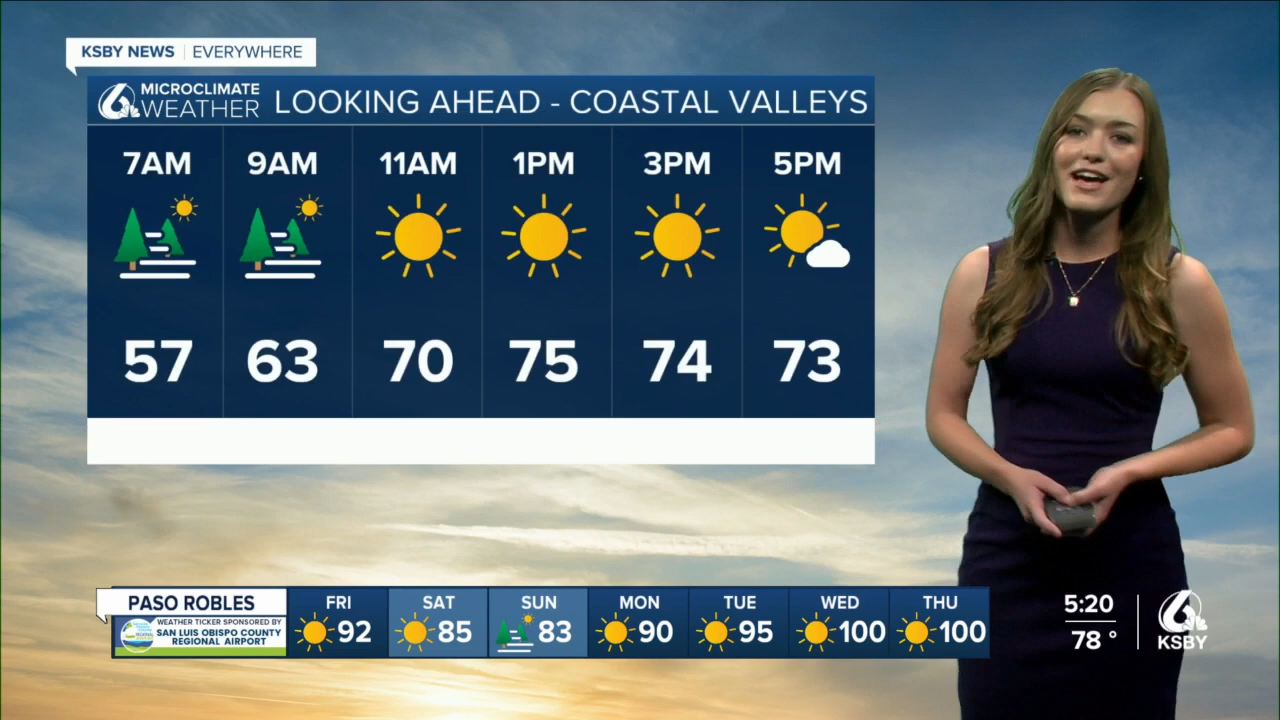 KSBY NEWS EVERYWHERE
6 MICROCLIMATE WEATHER LOOKING AHEAD - COASTAL VALLEYS
7AM 9AM 11AM 1PM 3PM 5PM
57 63 70 75 74 73
PASO ROBLES
WEATHER TICKER SPONSORED BY
SAN LUIS OBISPO COUNTY
REGIONAL AIRPORT
FRI SAT SUN MON TUE WED THU
92 85 83 90 95 100 100
5:20
78 °
6
KSBY